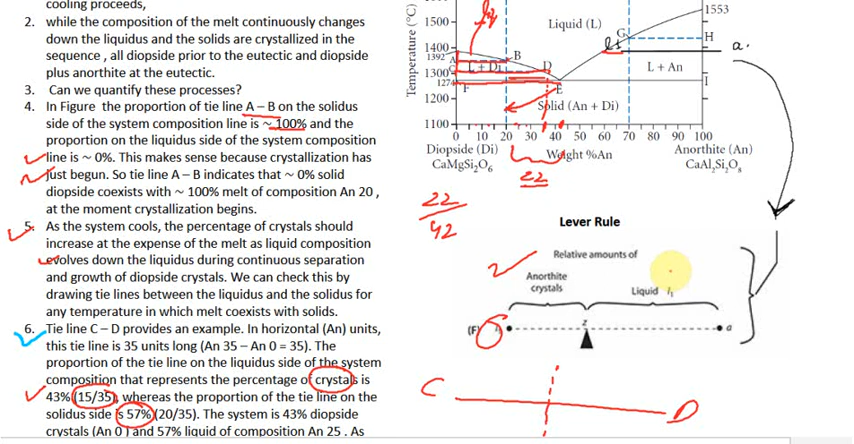 cooling proceeds,
2. while the composition of the melt continuously changes
down the liquidus and the solids are crystallized in the
sequence , all diopside prior to the eutectic and diopside
plus anorthite at the eutectic.
3. Can we quantify these processes?
4. In Figure the proportion of tie line A – B on the solidus
side of the system composition line is ~ 100% and the
proportion on the liquidus side of the system composition
line is ~ 0%. This makes sense because crystallization has
just begun. So tie line A – B indicates that ~ 0% solid
diopside coexists with ~ 100% melt of composition An 20 ,
at the moment crystallization begins.
5. As the system cools, the percentage of crystals should
increase at the expense of the melt as liquid composition
evolves down the liquidus during continuous separation
and growth of diopside crystals. We can check this by
drawing tie lines between the liquidus and the solidus for
any temperature in which melt coexists with solids.
6. Tie line C – D provides an example. In horizontal (An) units,
this tie line is 35 units long (An 35 – An 0 = 35). The
proportion of the tie line on the liquidus side of the system
composition that represents the percentage of crystals is
43% (15/35), whereas the proportion of the tie line on the
solidus side is 57% (20/35). The system is 43% diopside
crystals (An 0 ) and 57% liquid of composition An 25 . As
Temperature (°C)
1553
1500
Liquid (L)
G
H
1400
1392 A
B
a.
L + Di
D
L + An
1300
127
F
E
I
1200
Solid (An + Di)
1100
0 10 20 30 40 50 60 70 80 90 100
Diopside (Di)
Weight %An
Anorthite (An)
CaMgSi₂O₆
CaAl₂Si₂O₈
22
22
42
Lever Rule
Relative amounts of
Anorthite
crystals
Liquid l₁
(F)
z
a
C
D